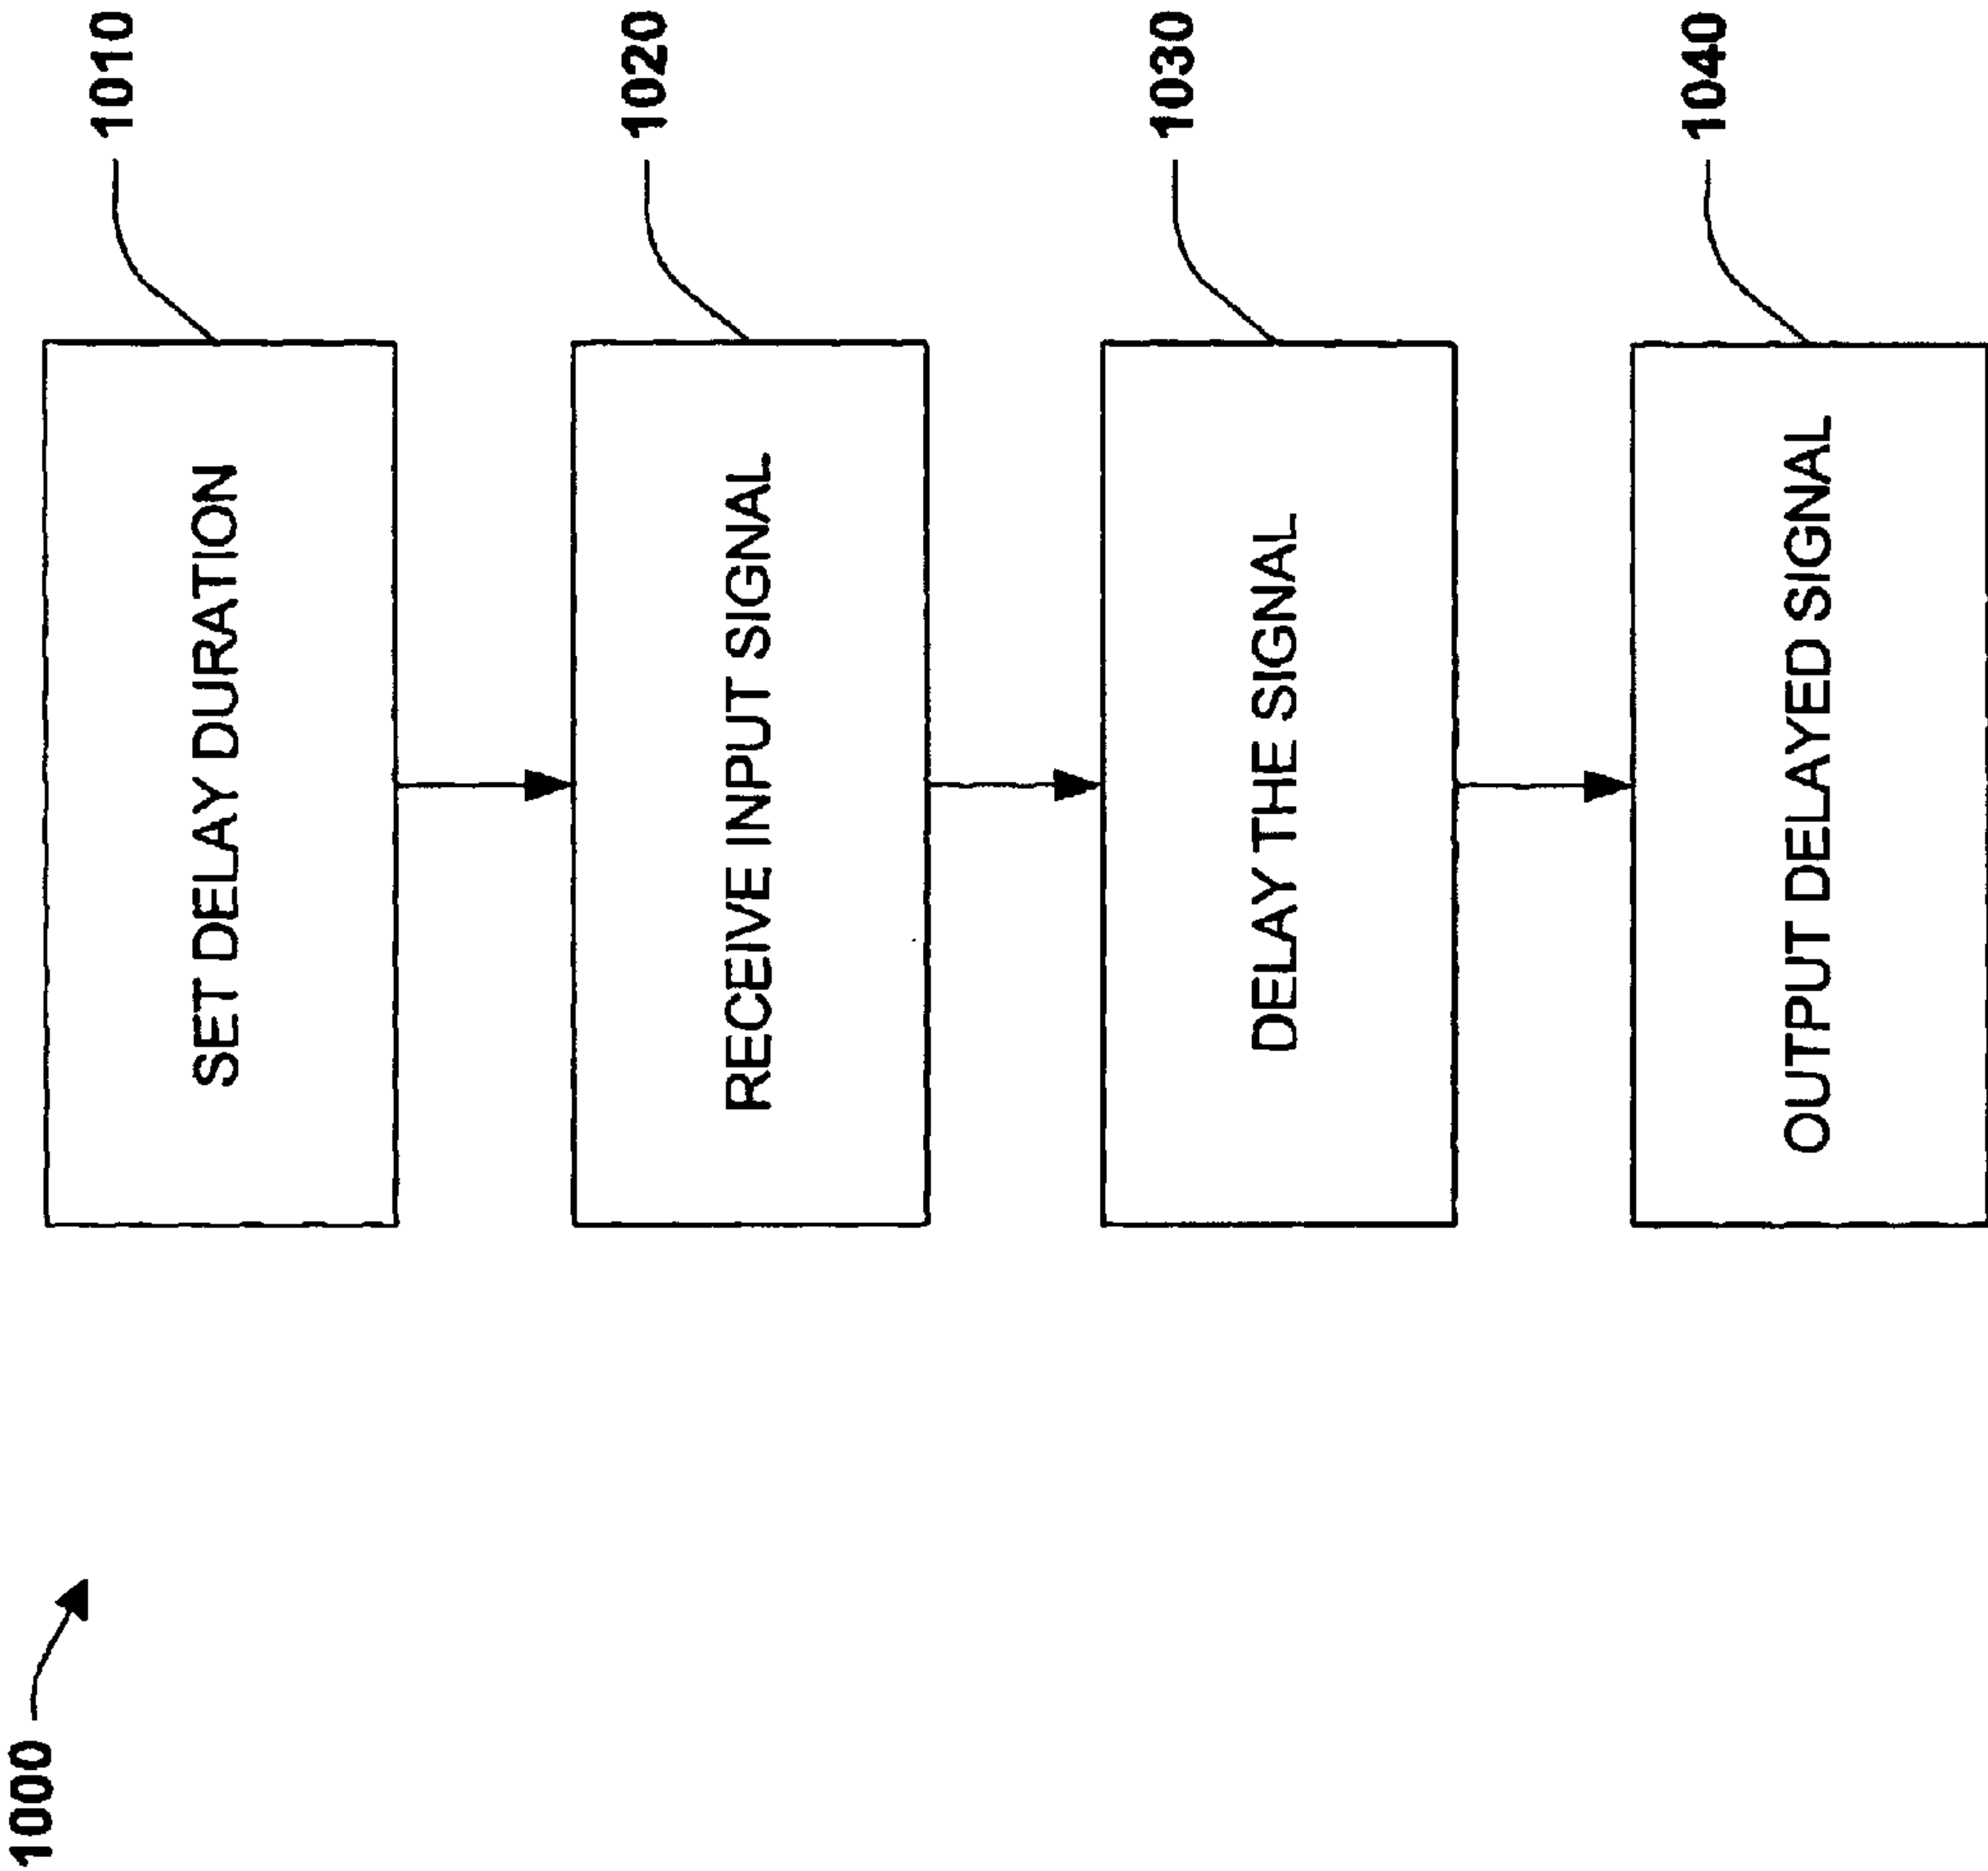 1000
SET DELAY DURATION
1010
RECEIVE INPUT SIGNAL
1020
DELAY THE SIGNAL
1030
OUTPUT DELAYED SIGNAL
1040